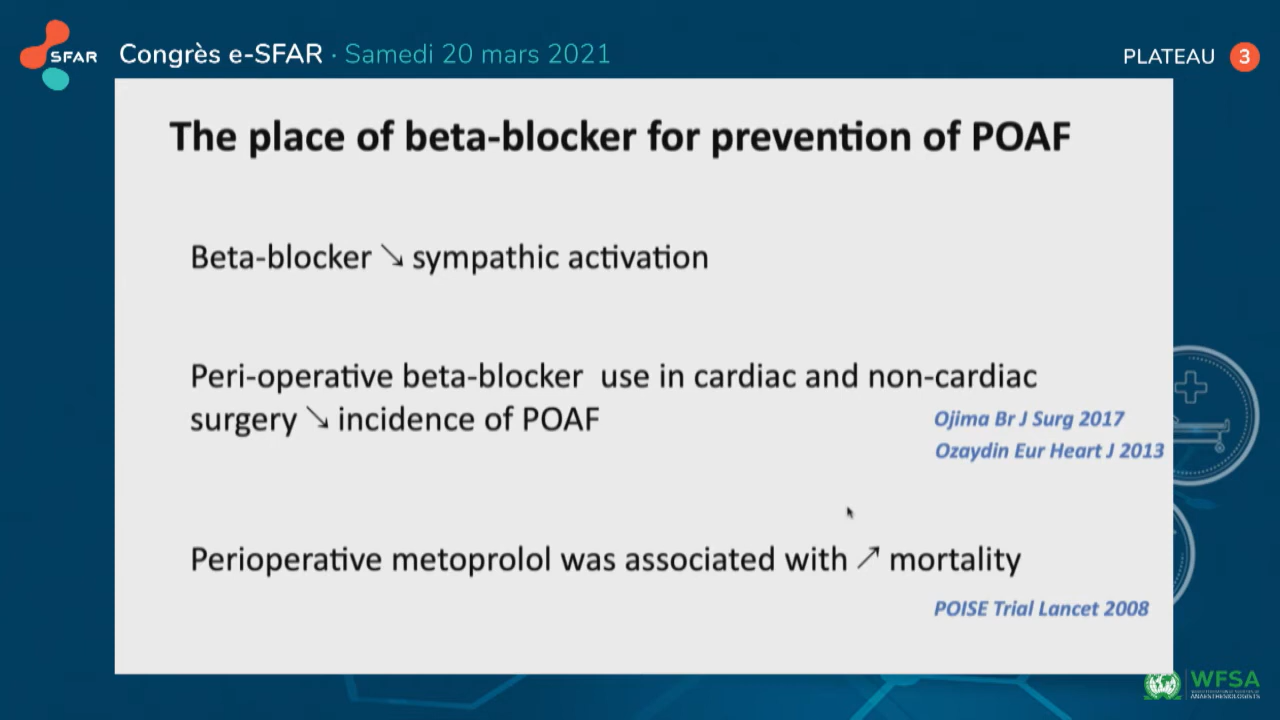 SFAR
Congrès e-SFAR · Samedi 20 mars 2021
PLATEAU 3
The place of beta-blocker for prevention of POAF
Beta-blocker ↘ sympathic activation
Peri-operative beta-blocker use in cardiac and non-cardiac
surgery ↘ incidence of POAF
Ojima Br J Surg 2017
Ozaydin Eur Heart J 2013
Perioperative metoprolol was associated with ↗ mortality
POISE Trial Lancet 2008
WFSA
ANAESTHESIOLOGISTS